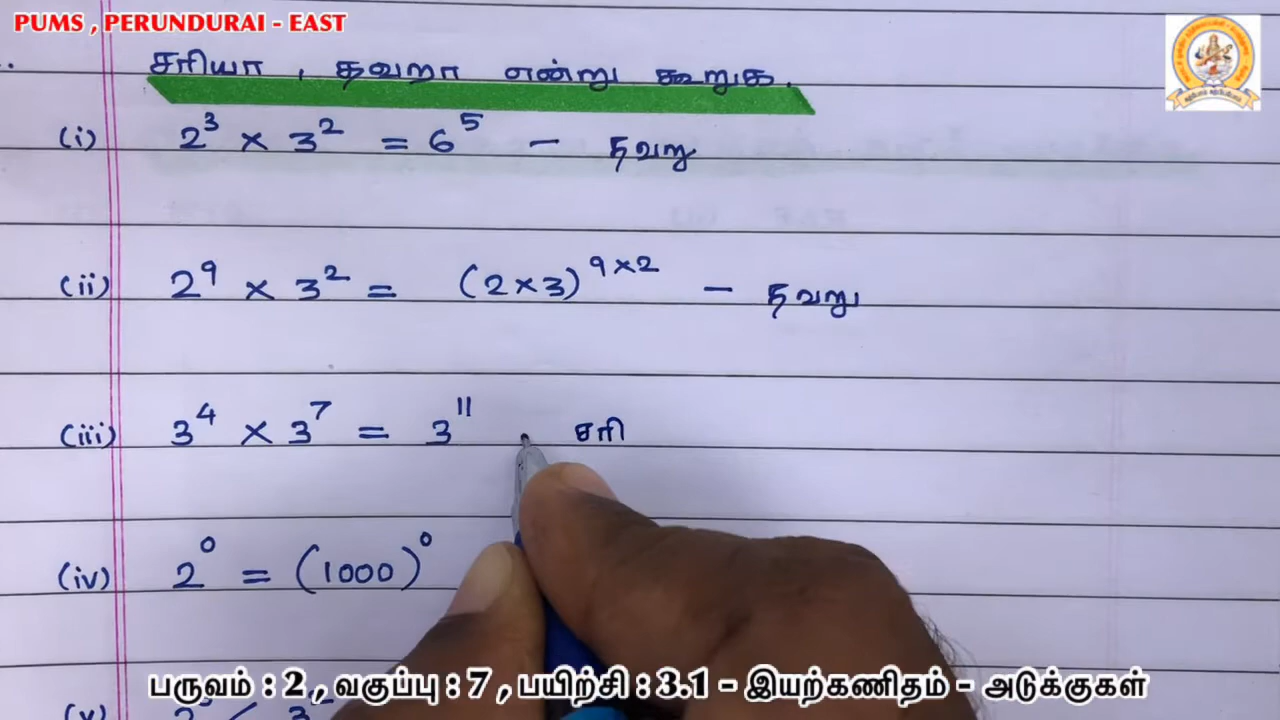 PUMS , PERUNDURAI - EAST
சரியா , தவறா என்று கூறுக.
(i) 2³ × 3² = 6⁵ – தவறு
(ii) 2⁹ × 3² = (2×3)⁹ˣ² – தவறு
(iii) 3⁴ × 3⁷ = 3¹¹ சரி
(iv) 2⁰ = (1000)⁰
பருவம் : 2 , வகுப்பு : 7 , பயிற்சி : 3.1 - இயற்கணிதம் - அடுக்குகள்